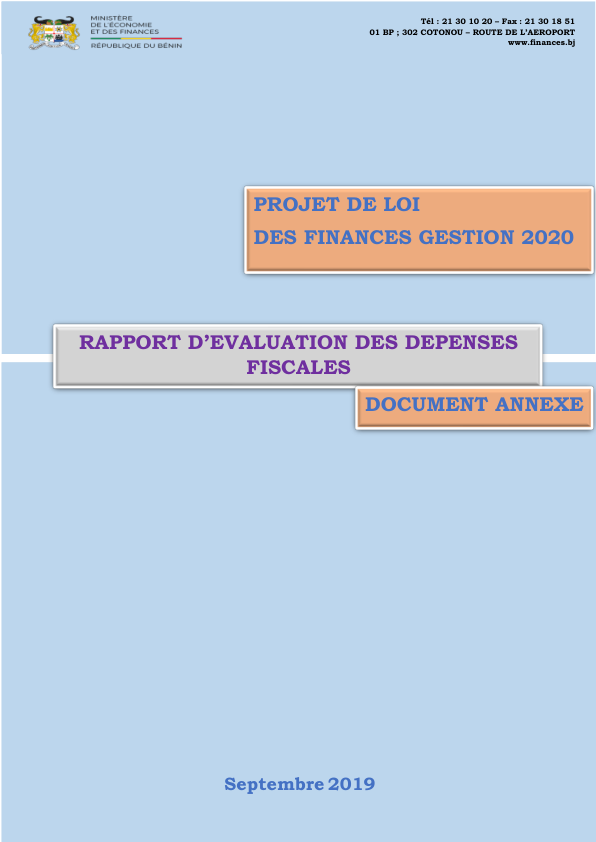 MINISTÈRE
DE L'ÉCONOMIE
ET DES FINANCES
RÉPUBLIQUE DU BÉNIN
Tél : 21 30 10 20 – Fax : 21 30 18 51
01 BP ; 302 COTONOU – ROUTE DE L'AEROPORT
www.finances.bj
PROJET DE LOI
DES FINANCES GESTION 2020
RAPPORT D'EVALUATION DES DEPENSES
FISCALES
DOCUMENT ANNEXE
Septembre 2019